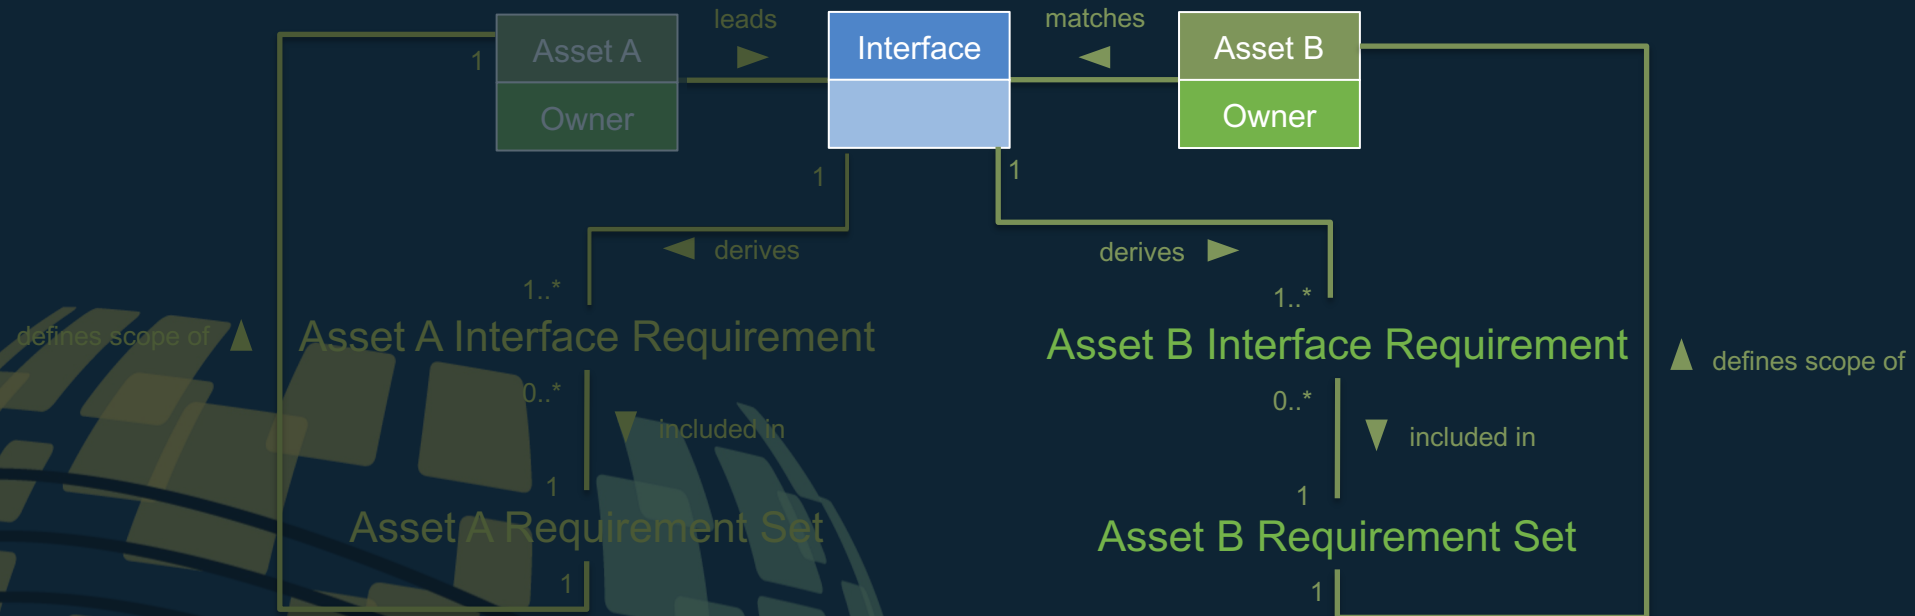 leads
matches
1
Asset A
Interface
Asset B
Owner
Owner
1
1
derives
derives
1..*
1..*
defines scope of
Asset A Interface Requirement
Asset B Interface Requirement
defines scope of
0..*
0..*
included in
included in
1
1
Asset A Requirement Set
Asset B Requirement Set
1
1